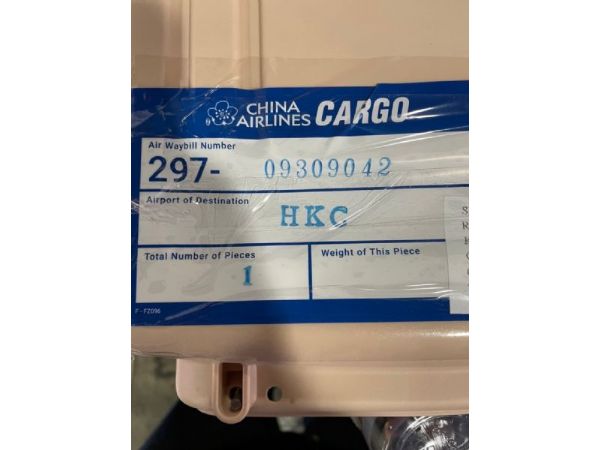 CHINA AIRLINES CARGO
Air Waybill Number
297- 09309042
Airport of Destination
HKC
Total Number of Pieces
Weight of This Piece
1
F - FZ096